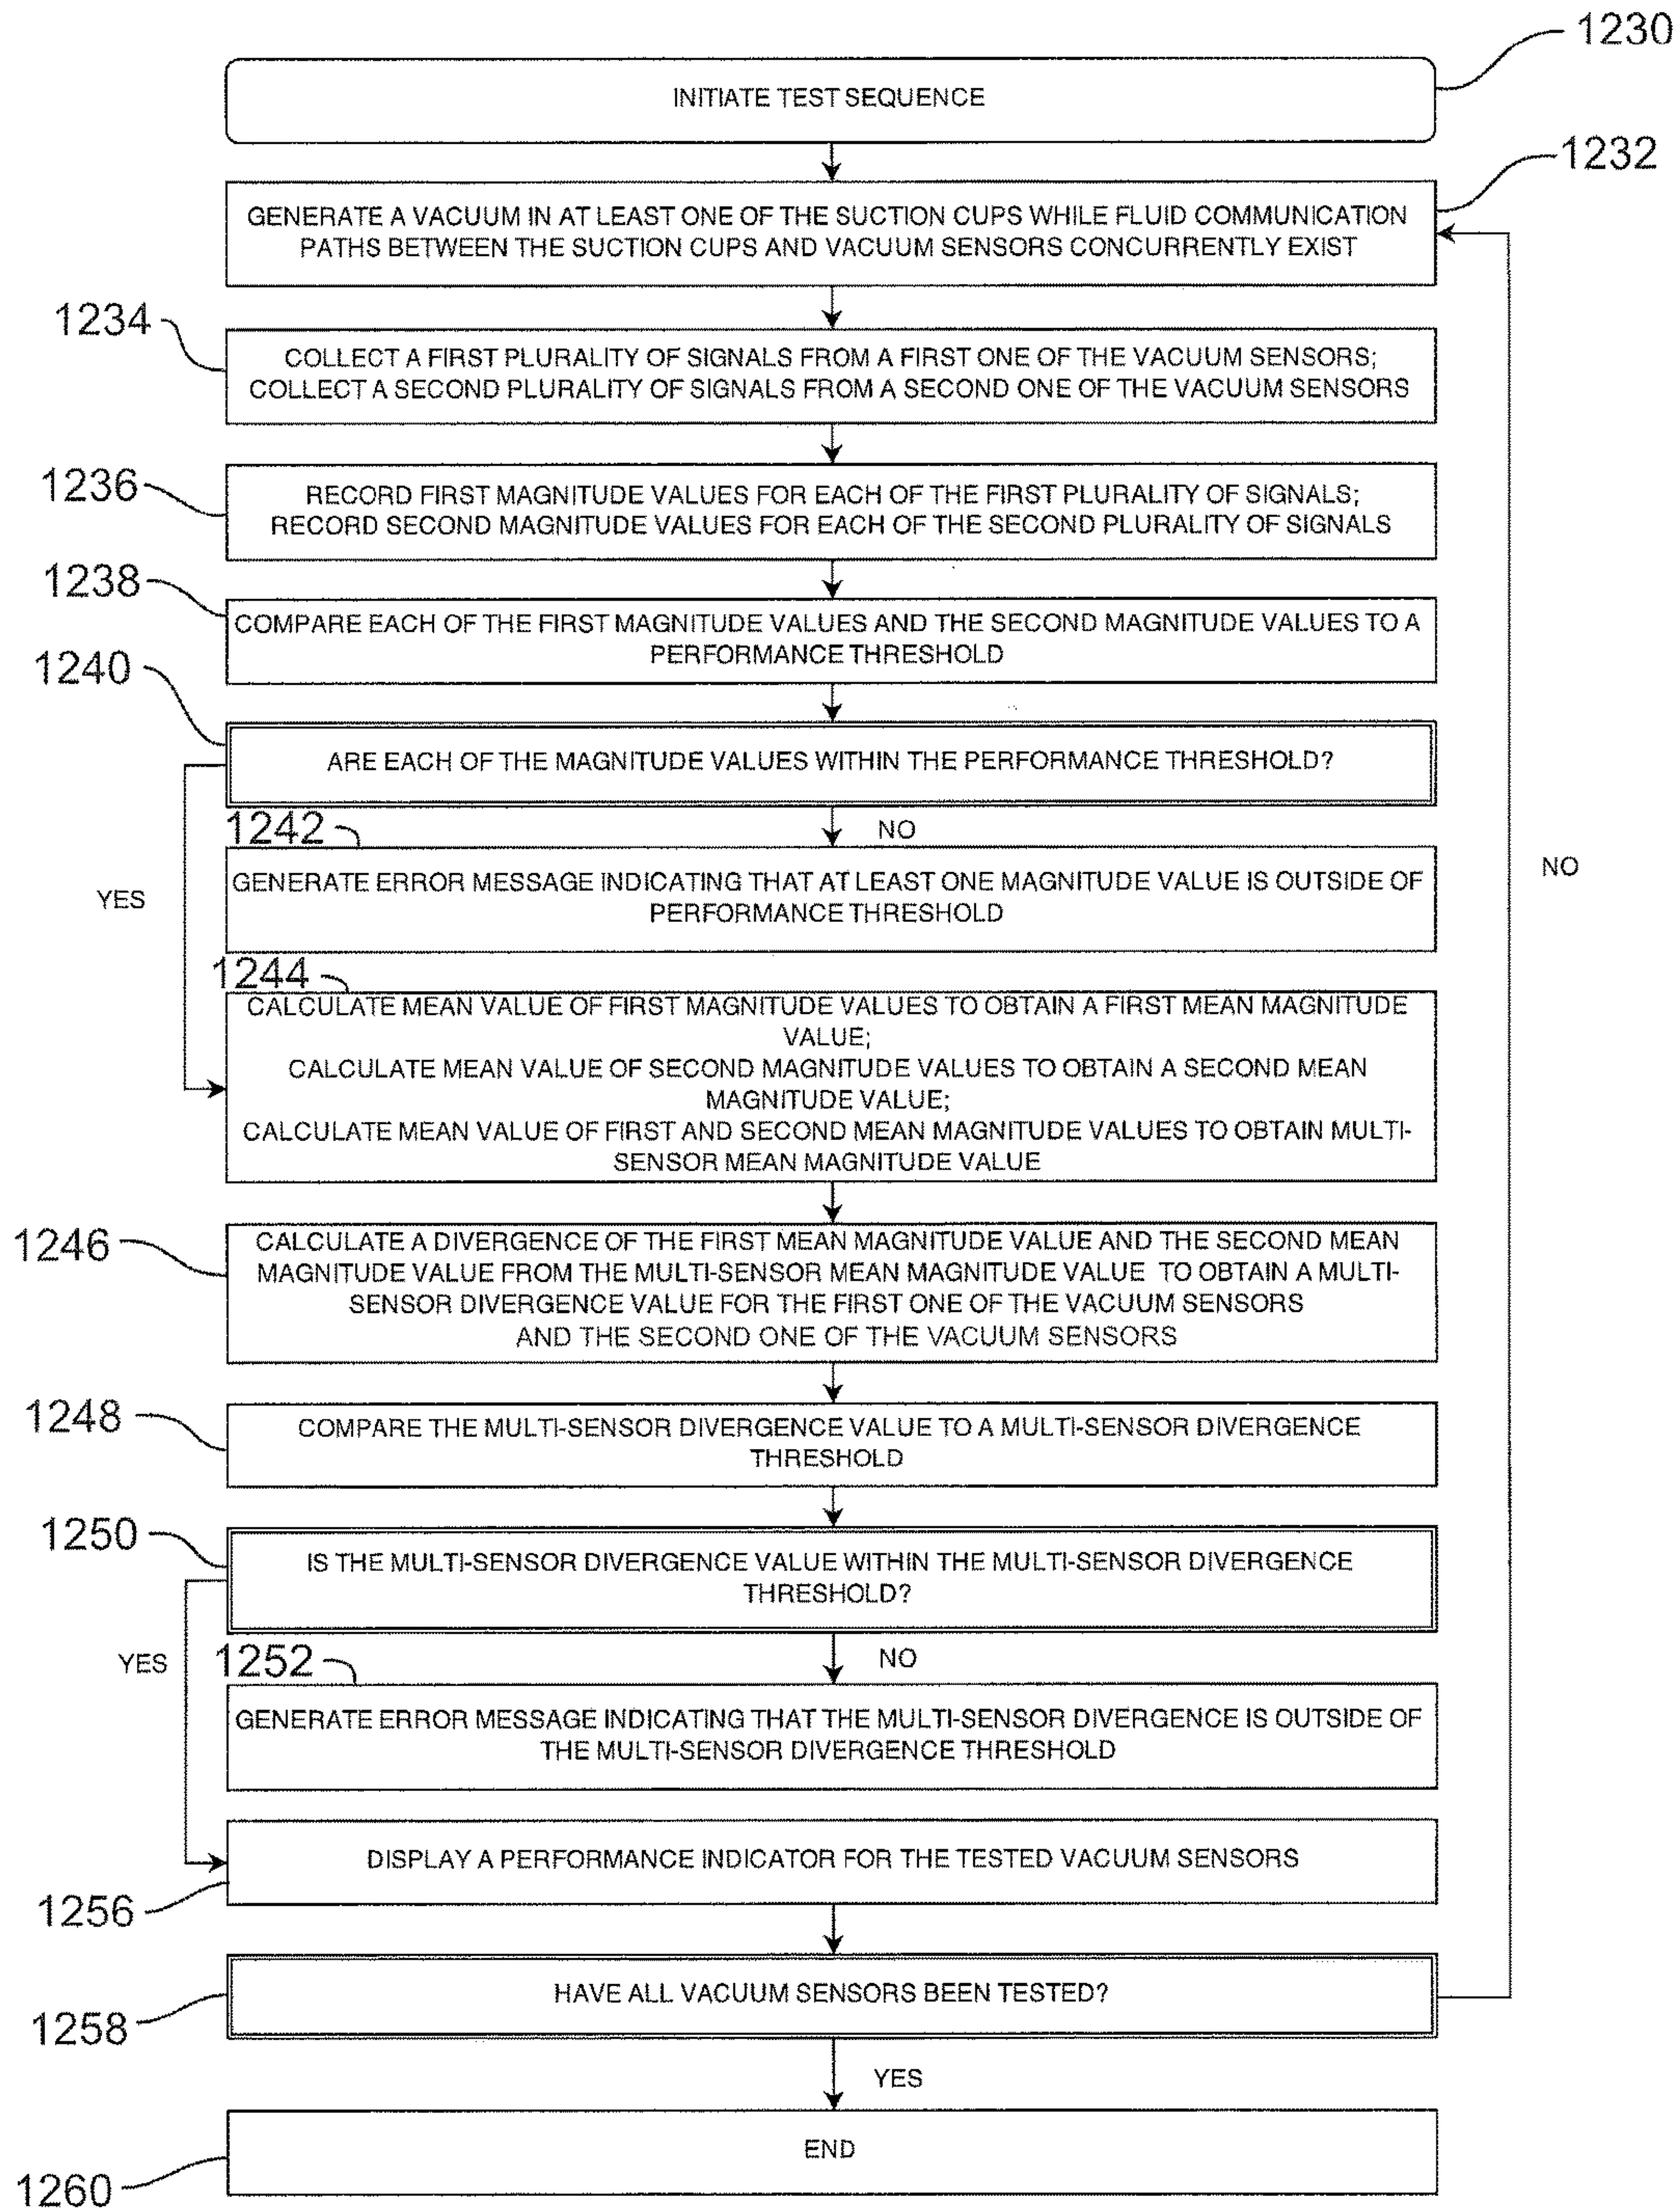 1230
INITIATE TEST SEQUENCE
1232
GENERATE A VACUUM IN AT LEAST ONE OF THE SUCTION CUPS WHILE FLUID COMMUNICATION
PATHS BETWEEN THE SUCTION CUPS AND VACUUM SENSORS CONCURRENTLY EXIST
1234
COLLECT A FIRST PLURALITY OF SIGNALS FROM A FIRST ONE OF THE VACUUM SENSORS;
COLLECT A SECOND PLURALITY OF SIGNALS FROM A SECOND ONE OF THE VACUUM SENSORS
1236
RECORD FIRST MAGNITUDE VALUES FOR EACH OF THE FIRST PLURALITY OF SIGNALS;
RECORD SECOND MAGNITUDE VALUES FOR EACH OF THE SECOND PLURALITY OF SIGNALS
1238
COMPARE EACH OF THE FIRST MAGNITUDE VALUES AND THE SECOND MAGNITUDE VALUES TO A
PERFORMANCE THRESHOLD
1240
ARE EACH OF THE MAGNITUDE VALUES WITHIN THE PERFORMANCE THRESHOLD?
1242
NO
NO
YES
GENERATE ERROR MESSAGE INDICATING THAT AT LEAST ONE MAGNITUDE VALUE IS OUTSIDE OF
PERFORMANCE THRESHOLD
1244
CALCULATE MEAN VALUE OF FIRST MAGNITUDE VALUES TO OBTAIN A FIRST MEAN MAGNITUDE
VALUE;
CALCULATE MEAN VALUE OF SECOND MAGNITUDE VALUES TO OBTAIN A SECOND MEAN
MAGNITUDE VALUE;
CALCULATE MEAN VALUE OF FIRST AND SECOND MEAN MAGNITUDE VALUES TO OBTAIN MULTI-
SENSOR MEAN MAGNITUDE VALUE
1246
CALCULATE A DIVERGENCE OF THE FIRST MEAN MAGNITUDE VALUE AND THE SECOND MEAN
MAGNITUDE VALUE FROM THE MULTI-SENSOR MEAN MAGNITUDE VALUE TO OBTAIN A MULTI-
SENSOR DIVERGENCE VALUE FOR THE FIRST ONE OF THE VACUUM SENSORS
AND THE SECOND ONE OF THE VACUUM SENSORS
1248
COMPARE THE MULTI-SENSOR DIVERGENCE VALUE TO A MULTI-SENSOR DIVERGENCE
THRESHOLD
1250
IS THE MULTI-SENSOR DIVERGENCE VALUE WITHIN THE MULTI-SENSOR DIVERGENCE
THRESHOLD?
YES
1252
NO
GENERATE ERROR MESSAGE INDICATING THAT THE MULTI-SENSOR DIVERGENCE IS OUTSIDE OF
THE MULTI-SENSOR DIVERGENCE THRESHOLD
DISPLAY A PERFORMANCE INDICATOR FOR THE TESTED VACUUM SENSORS
1256
HAVE ALL VACUUM SENSORS BEEN TESTED?
1258
YES
END
1260